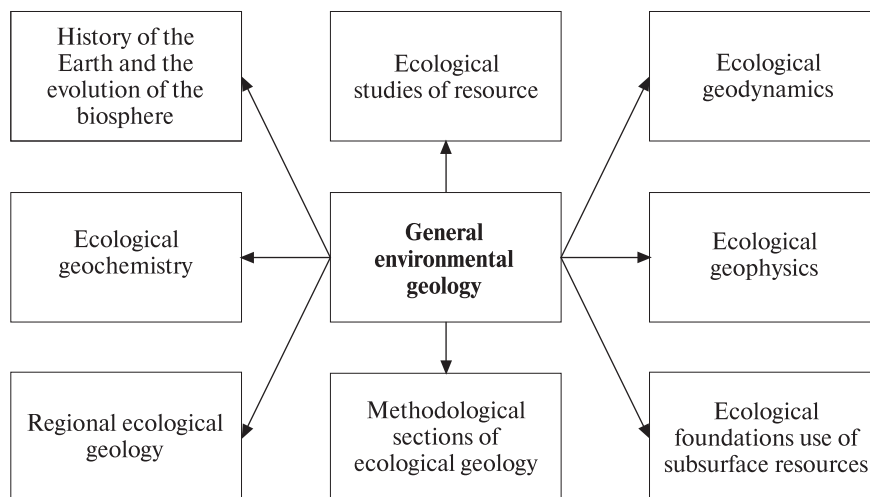 History of the
Earth and the
evolution of the
biosphere
Ecological
studies of resource
Ecological
geodynamics
Ecological
geochemistry
General
environmental
geology
Ecological
geophysics
Regional ecological
geology
Methodological
sections of
ecological geology
Ecological
foundations use of
subsurface resources